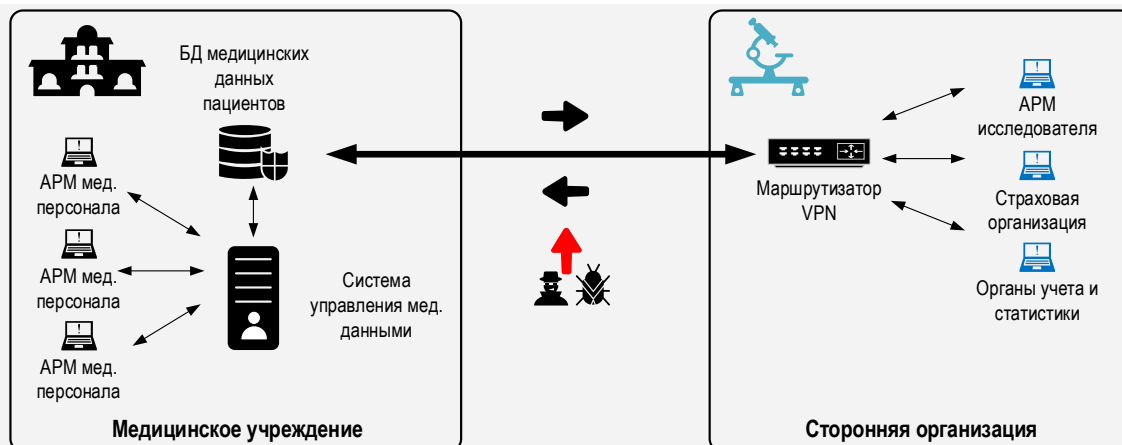 БД медицинских
данных
пациентов
АРМ мед.
персонала
АРМ мед.
персонала
АРМ мед.
персонала
Система
управления мед.
данными
Медицинское учреждение
Маршрутизатор
VPN
АРМ
исследователя
Страховая
организация
Органы учета и
статистики
Сторонняя организация